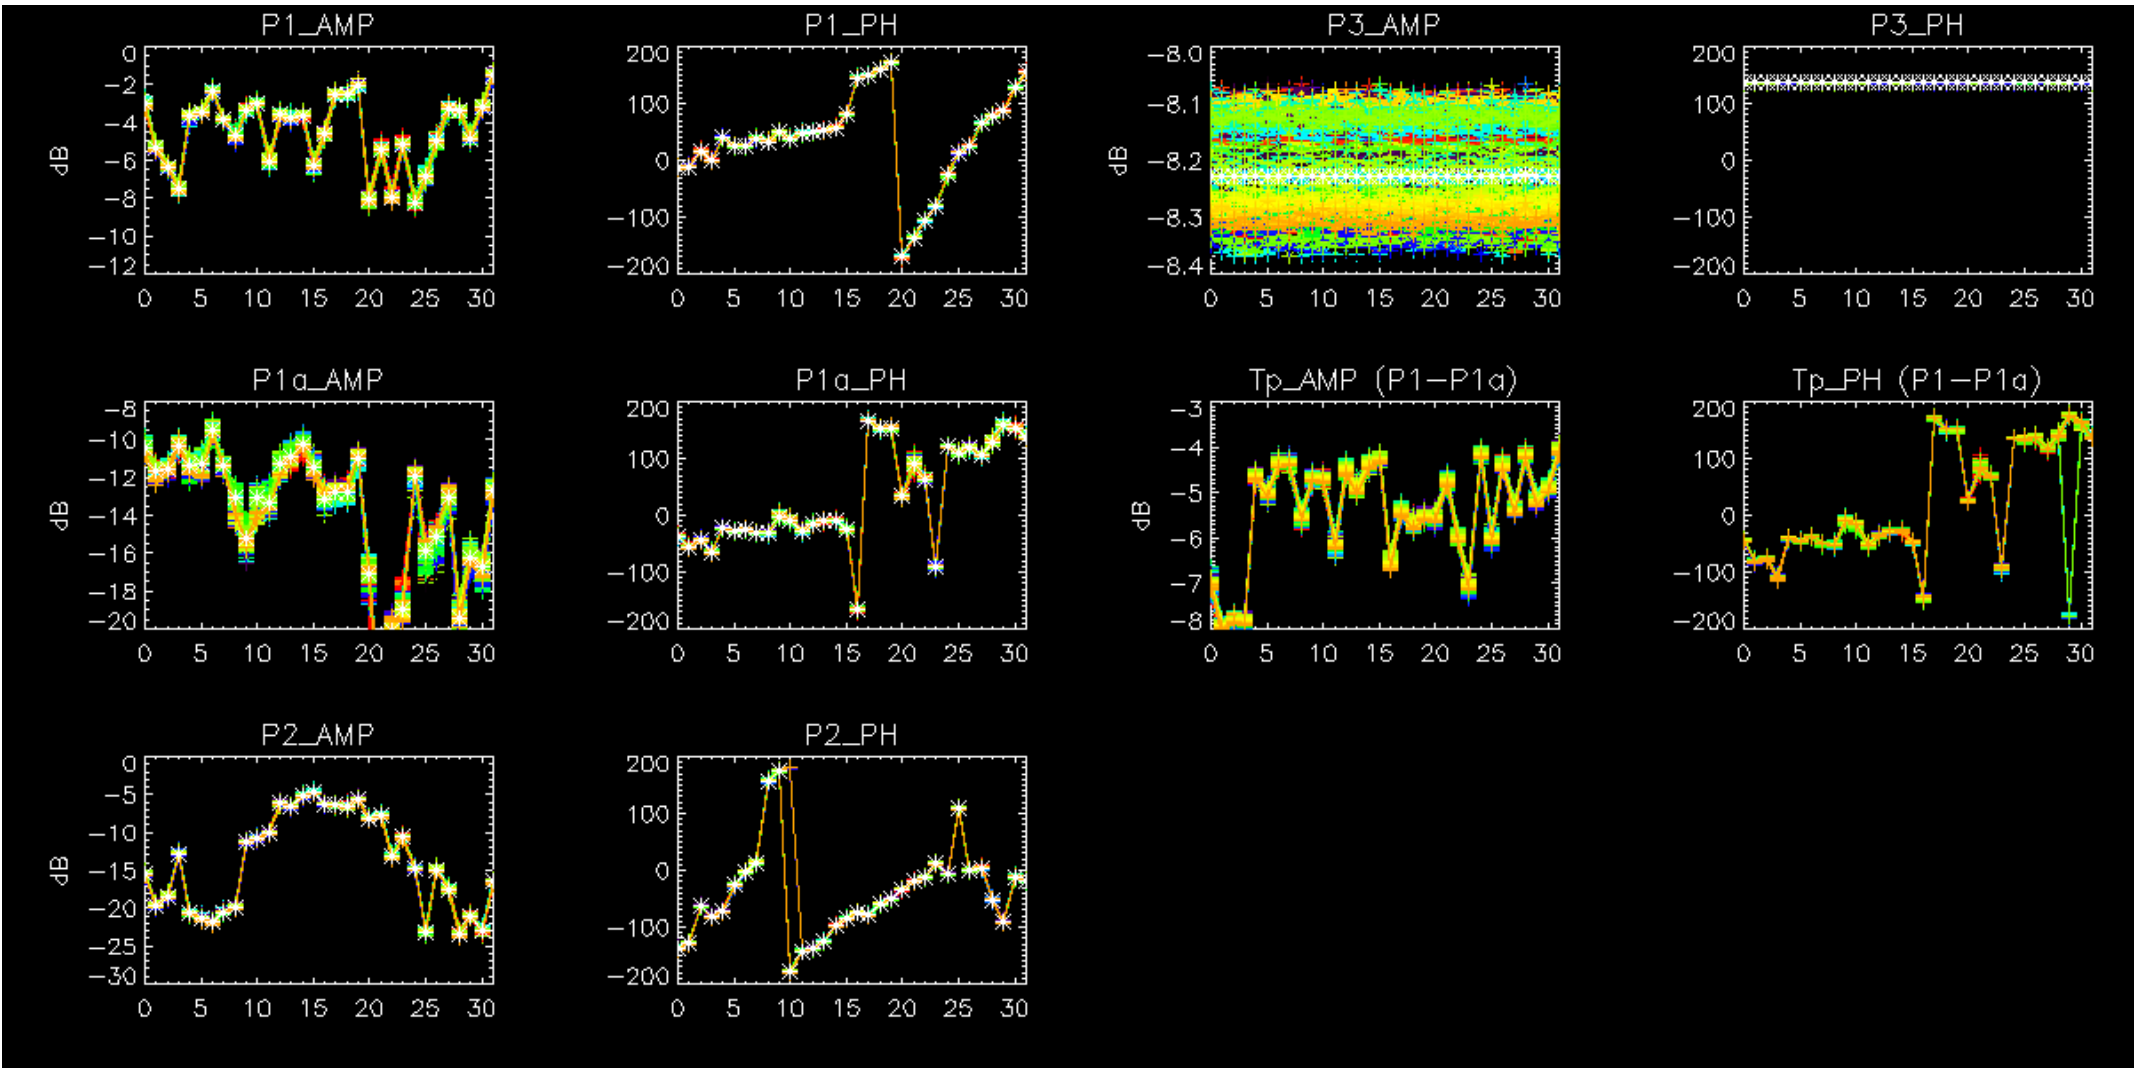 P1_AMP
0
−2
−4
−6
−8
−10
−12
dB
0 5 10 15 20 25 30
P1_PH
200
100
0
−100
−200
0 5 10 15 20 25 30
P3_AMP
−8.0
−8.1
−8.2
−8.3
−8.4
dB
0 5 10 15 20 25 30
P3_PH
200
100
0
−100
−200
0 5 10 15 20 25 30
P1a_AMP
−8
−10
−12
−14
−16
−18
−20
dB
0 5 10 15 20 25 30
P1a_PH
200
100
0
−100
−200
0 5 10 15 20 25 30
Tp_AMP (P1−P1a)
−3
−4
−5
−6
−7
−8
dB
0 5 10 15 20 25 30
Tp_PH (P1−P1a)
200
100
0
−100
−200
0 5 10 15 20 25 30
P2_AMP
0
−5
−10
−15
−20
−25
−30
dB
0 5 10 15 20 25 30
P2_PH
200
100
0
−100
−200
0 5 10 15 20 25 30